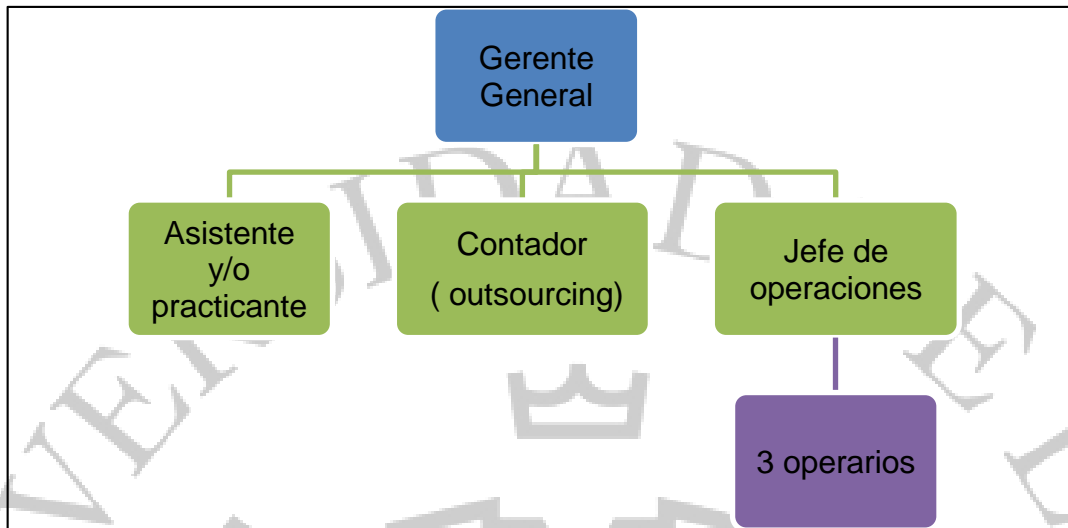 Gerente
General
Asistente
y/o
practicante
Contador
( outsourcing)
Jefe de
operaciones
3 operarios